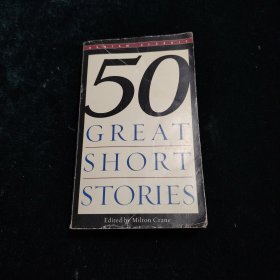 BANTAM CLASSIC
50
GREAT
SHORT
STORIES
Edited by Milton Crane